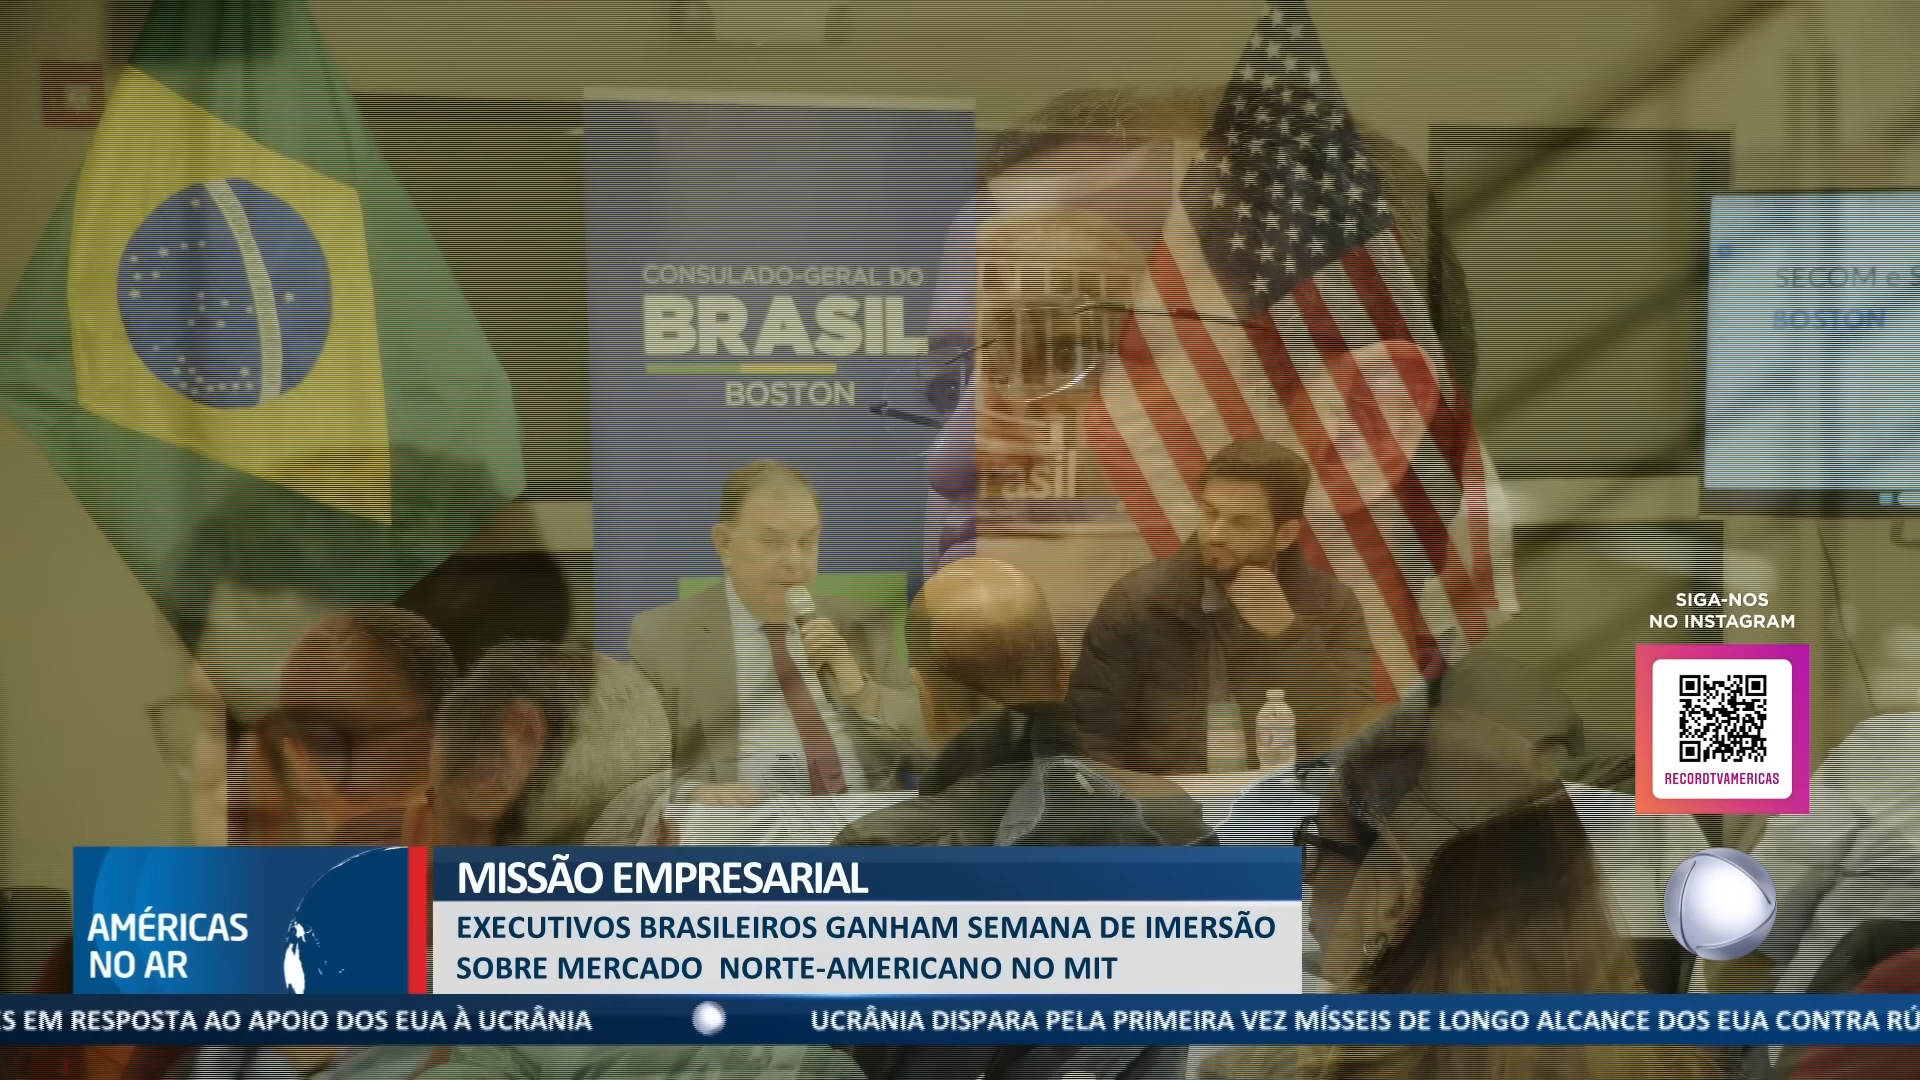 CONSULADO-GERAL DO
BRASIL
BOSTON
rasil
SECOM e S
BOSTON
SIGA-NOS
NO INSTAGRAM
RECORDTVAMERICAS
AMÉRICAS
NO AR
MISSÃO EMPRESARIAL
EXECUTIVOS BRASILEIROS GANHAM SEMANA DE IMERSÃO
SOBRE MERCADO NORTE-AMERICANO NO MIT
S EM RESPOSTA AO APOIO DOS EUA À UCRÂNIA
UCRÂNIA DISPARA PELA PRIMEIRA VEZ MÍSSEIS DE LONGO ALCANCE DOS EUA CONTRA RÚ